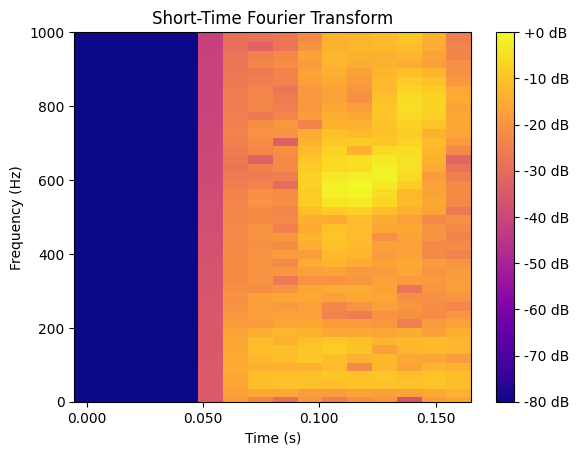 Short-Time Fourier Transform
1000
800
600
400
200
0
Frequency (Hz)
0.000
0.050
0.100
0.150
Time (s)
+0 dB
-10 dB
-20 dB
-30 dB
-40 dB
-50 dB
-60 dB
-70 dB
-80 dB